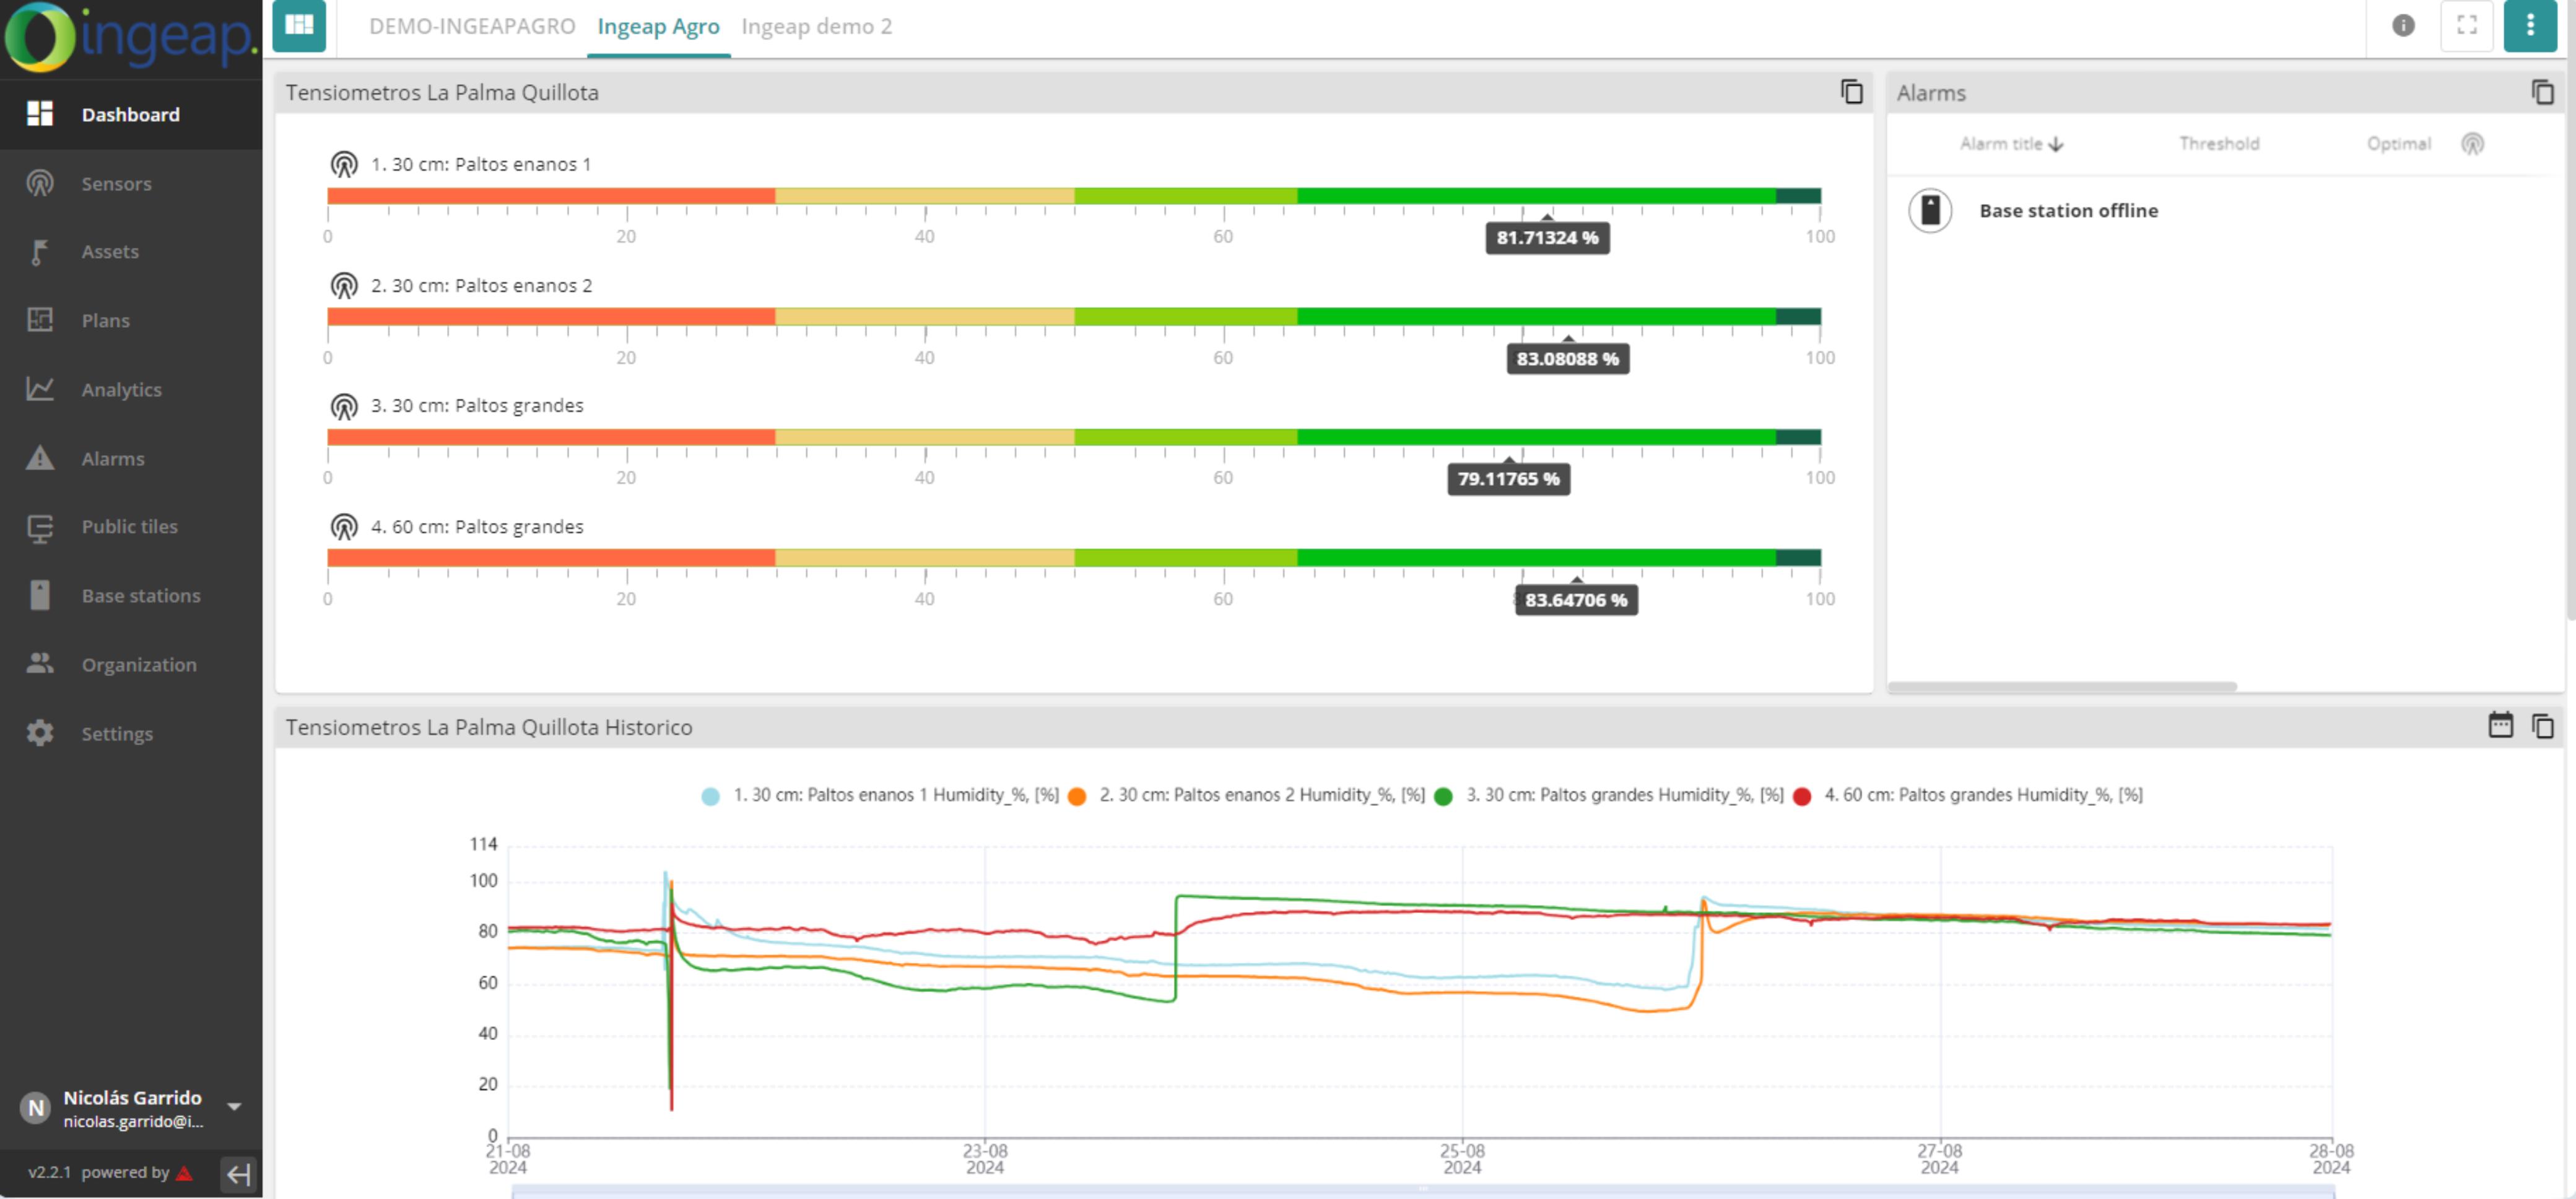 ingeap.
DEMO-INGEAPAGRO Ingeap Agro Ingeap demo 2
Dashboard
Sensors
Assets
Plans
Analytics
Alarms
Public tiles
Base stations
Organization
Settings
N
Nicolás Garrido
nicolas.garrido@i...
v2.2.1 powered by
Tensiometros La Palma Quillota
1. 30 cm: Paltos enanos 1
0 20 40 60 100
81.71324 %
2. 30 cm: Paltos enanos 2
0 20 40 60 100
83.08088 %
3. 30 cm: Paltos grandes
0 20 40 60 100
79.11765 %
4. 60 cm: Paltos grandes
0 20 40 60 100
83.64706 %
Alarms
Alarm title Threshold Optimal
Base station offline
Tensiometros La Palma Quillota Historico
1. 30 cm: Paltos enanos 1 Humidity_%, [%] 2. 30 cm: Paltos enanos 2 Humidity_%, [%] 3. 30 cm: Paltos grandes Humidity_%, [%] 4. 60 cm: Paltos grandes Humidity_%, [%]
114
100
80
60
40
20
0
21-08 23-08 25-08 27-08 28-08
2024 2024 2024 2024 2024